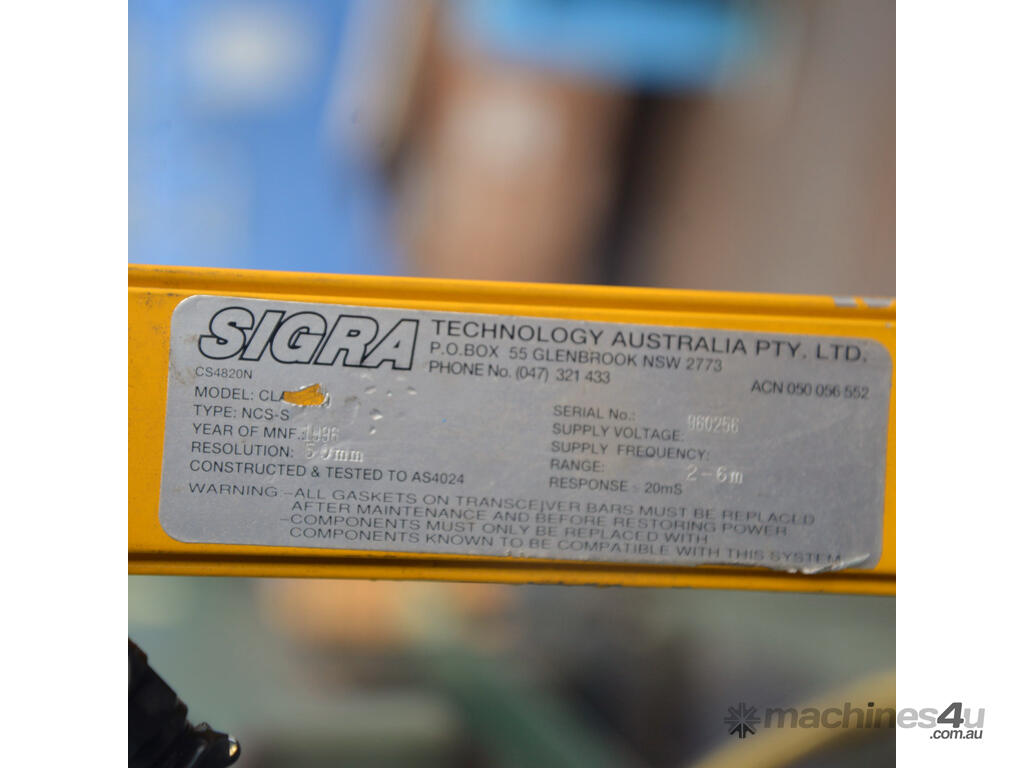 SIGRA TECHNOLOGY AUSTRALIA PTY. LTD.
P.O.BOX 55 GLENBROOK NSW 2773
PHONE No. (047) 321 433
CS4820N
ACN 050 056 552
MODEL:
TYPE: NCS-S
YEAR OF MNF.: 1996
RESOLUTION: 50mm
CONSTRUCTED & TESTED TO AS4024
SERIAL No.: 960256
SUPPLY VOLTAGE:
SUPPLY FREQUENCY:
RANGE: 2-6m
RESPONSE - 20mS
WARNING:-ALL GASKETS ON TRANSCEIVER BARS MUST BE REPLACED
AFTER MAINTENANCE AND BEFORE RESTORING POWER
-COMPONENTS MUST ONLY BE REPLACED WITH
COMPONENTS KNOWN TO BE COMPATIBLE WITH THIS SYSTEM
machines4u
.com.au